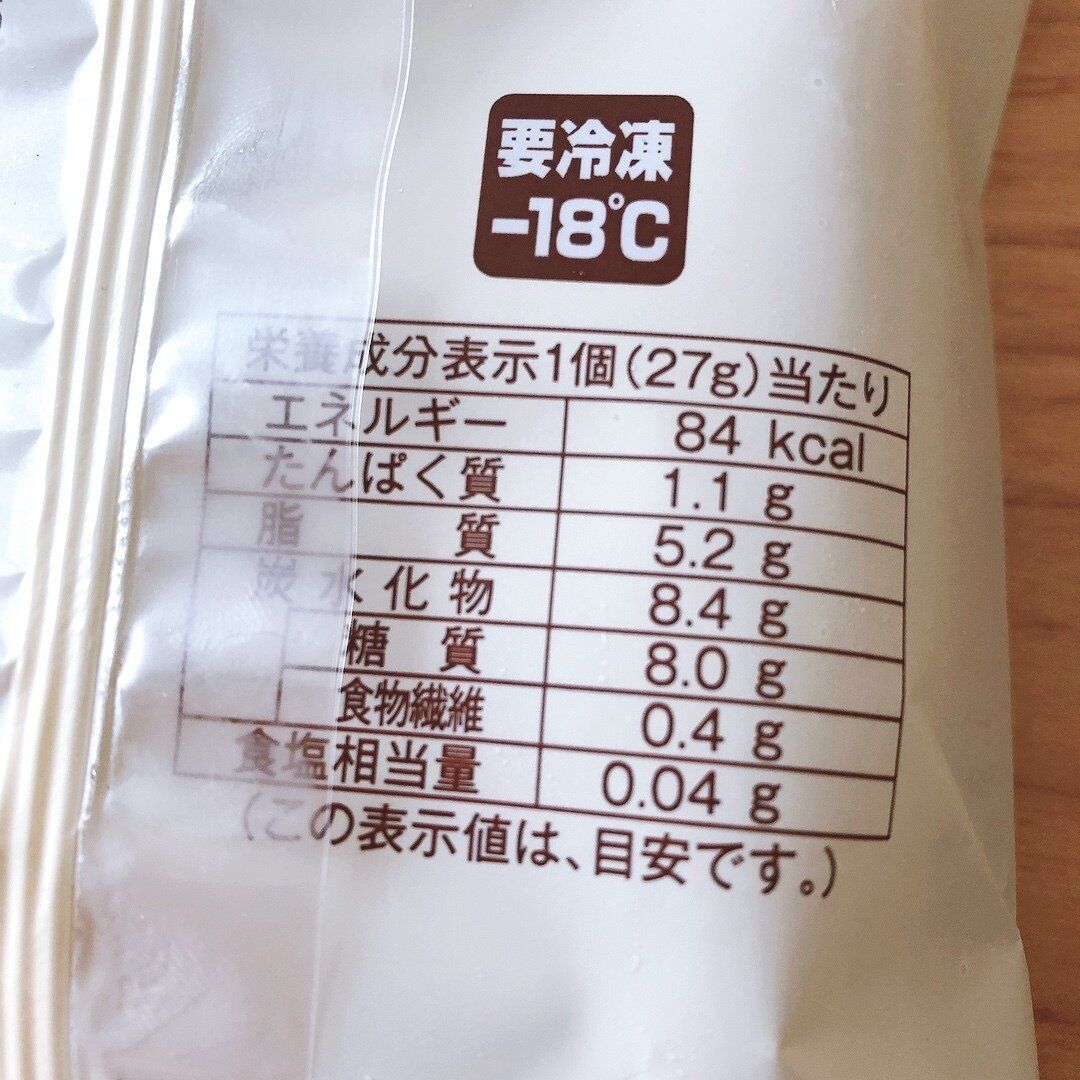 要冷凍
-18℃
栄養成分表示1個(27g)当たり
エネルギー 84 kcal
たんぱく質 1.1 g
脂 質 5.2 g
炭水化物 8.4 g
糖 質 8.0 g
食物繊維 0.4 g
食塩相当量 0.04 g
(この表示値は、目安です。)